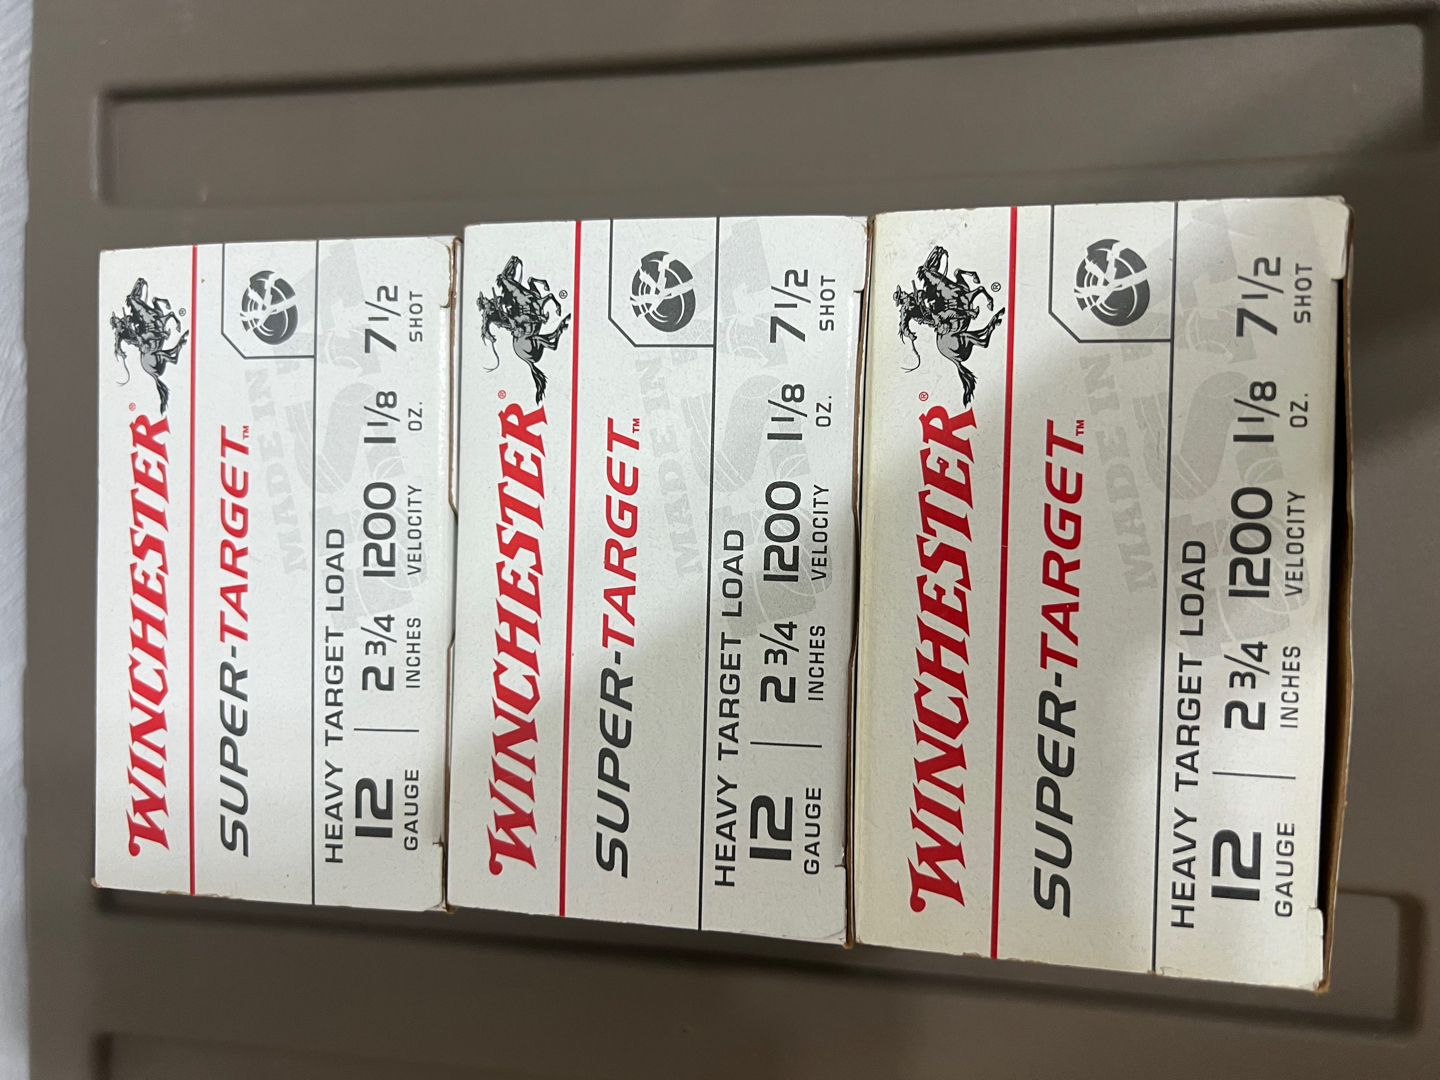 WINCHESTER®
®
SUPER-TARGET™
MADE IN
USA
HEAVY TARGET LOAD
12 | 2 3/4 1200 1 1/8 7 1/2
GAUGE INCHES VELOCITY OZ. SHOT
WINCHESTER®
®
SUPER-TARGET™
MADE IN
USA
HEAVY TARGET LOAD
12 | 2 3/4 1200 1 1/8 7 1/2
GAUGE INCHES VELOCITY OZ. SHOT
WINCHESTER®
®
SUPER-TARGET™
MADE IN
USA
HEAVY TARGET LOAD
12 | 2 3/4 1200 1 1/8 7 1/2
GAUGE INCHES VELOCITY OZ. SHOT